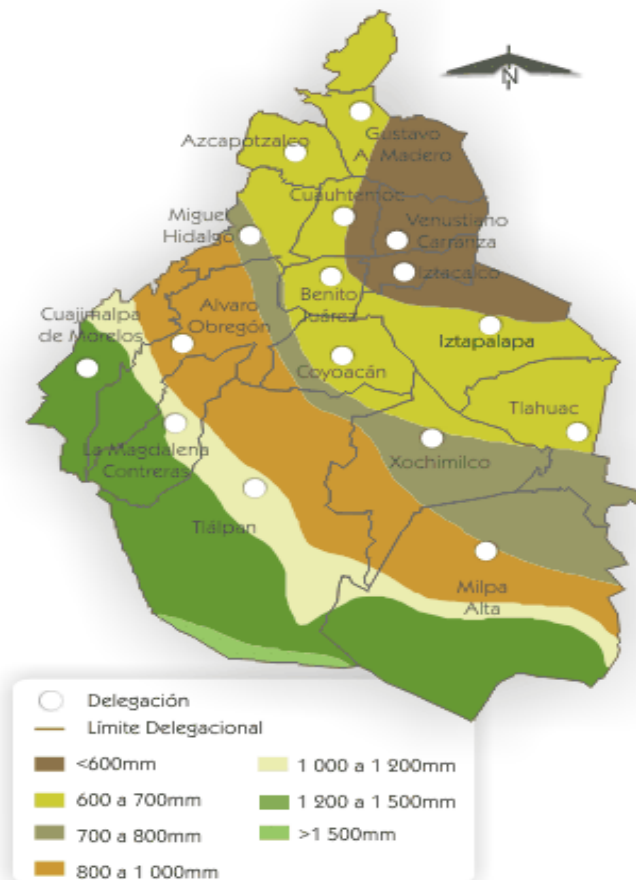 N
Gustavo
A. Madero
Azcapotzalco
Cuauhtemoc
Miguel
Hidalgo
Venustiano
Carranza
Iztacalco
Benito
Juárez
Alvaro
Obregón
Cuajimalpa
de Morelos
Iztapalapa
Coyoacán
Tlahuac
La Magdalena
Contreras
Xochimilco
Tlálpan
Milpa
Alta
Delegación
Límite Delegacional
<600mm
600 a 700mm
700 a 800mm
800 a 1 000mm
1 000 a 1 200mm
1 200 a 1 500mm
>1 500mm